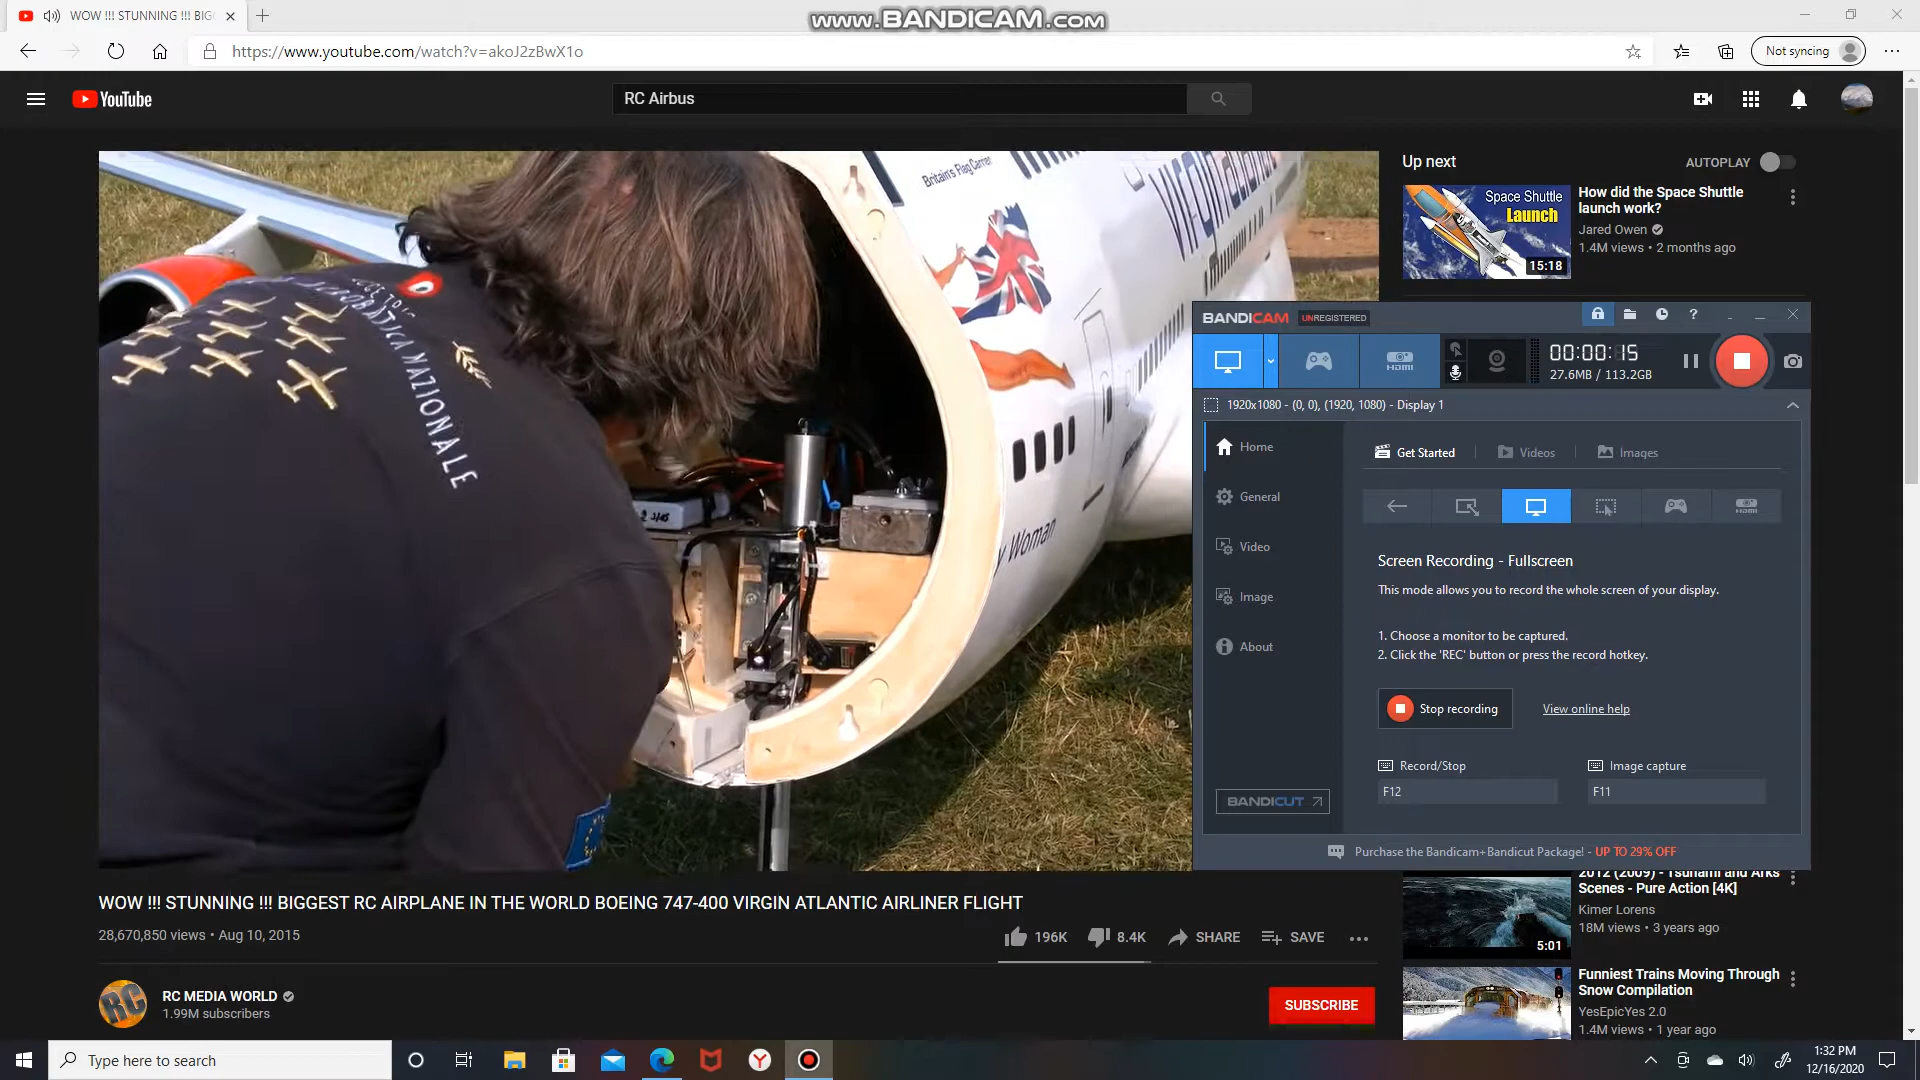 WOW !!! STUNNING !!! BIG
www.BANDICAM.com
https://www.youtube.com/watch?v=akoJ2zBwX1o
Not syncing
YouTube
RC Airbus
Britain's Flag Carrier
ACROBATICA NAZIONALE
y Woman
Up next
AUTOPLAY
Space Shuttle
Launch
15:18
How did the Space Shuttle
launch work?
Jared Owen
1.4M views • 2 months ago
BANDICAM UNREGISTERED
HDMI
00:00:15
27.6MB / 113.2GB
1920x1080 - (0, 0), (1920, 1080) - Display 1
Home
General
Video
Image
About
BANDICUT
Get Started
Videos
Images
HDMI
Screen Recording - Fullscreen
This mode allows you to record the whole screen of your display.
1. Choose a monitor to be captured.
2. Click the 'REC' button or press the record hotkey.
Stop recording
View online help
Record/Stop
Image capture
F12
F11
Purchase the Bandicam+Bandicut Package! - UP TO 29% OFF
WOW !!! STUNNING !!! BIGGEST RC AIRPLANE IN THE WORLD BOEING 747-400 VIRGIN ATLANTIC AIRLINER FLIGHT
28,670,850 views • Aug 10, 2015
196K
8.4K
SHARE
SAVE
RC
RC MEDIA WORLD
1.99M subscribers
SUBSCRIBE
2012 (2009) - Tsunami and Arks
Scenes - Pure Action [4K]
Kimer Lorens
18M views • 3 years ago
5:01
Funniest Trains Moving Through
Snow Compilation
YesEpicYes 2.0
1.4M views • 1 year ago
Type here to search
1:32 PM
12/16/2020